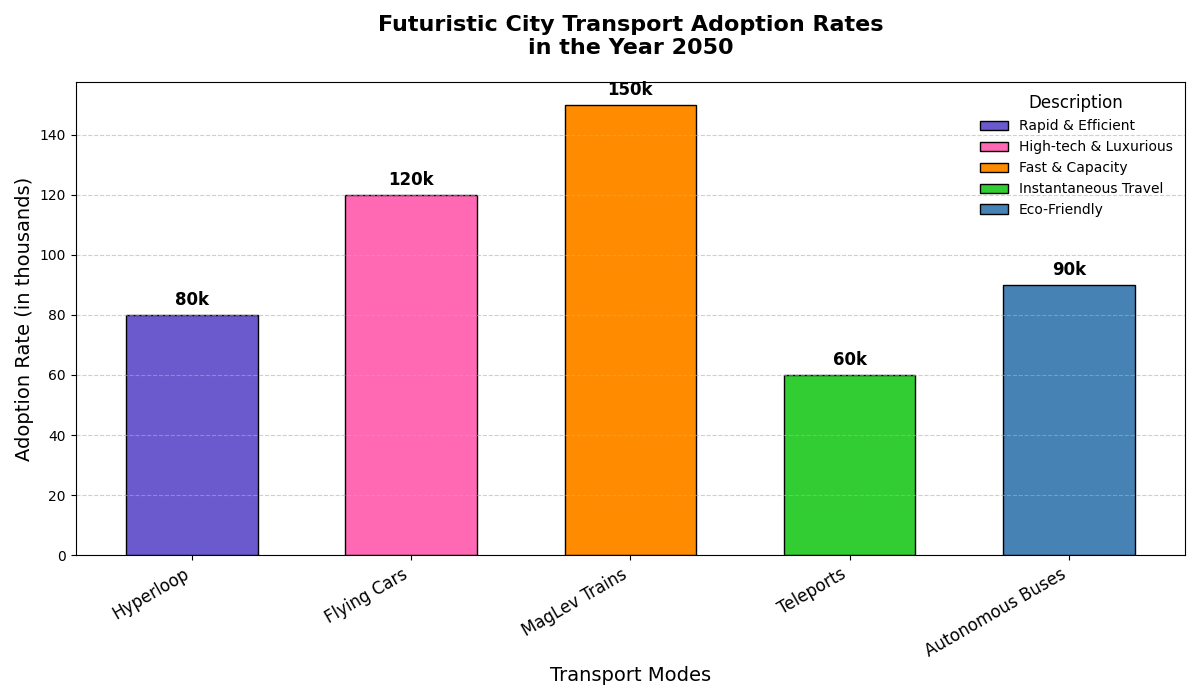 Futuristic City Transport Adoption Rates
in the Year 2050
Adoption Rate (in thousands)
140
120
100
80
60
40
20
0
80k
120k
150k
60k
90k
Description
Rapid & Efficient
High-tech & Luxurious
Fast & Capacity
Instantaneous Travel
Eco-Friendly
Hyperloop
Flying Cars
MagLev Trains
Teleports
Autonomous Buses
Transport Modes